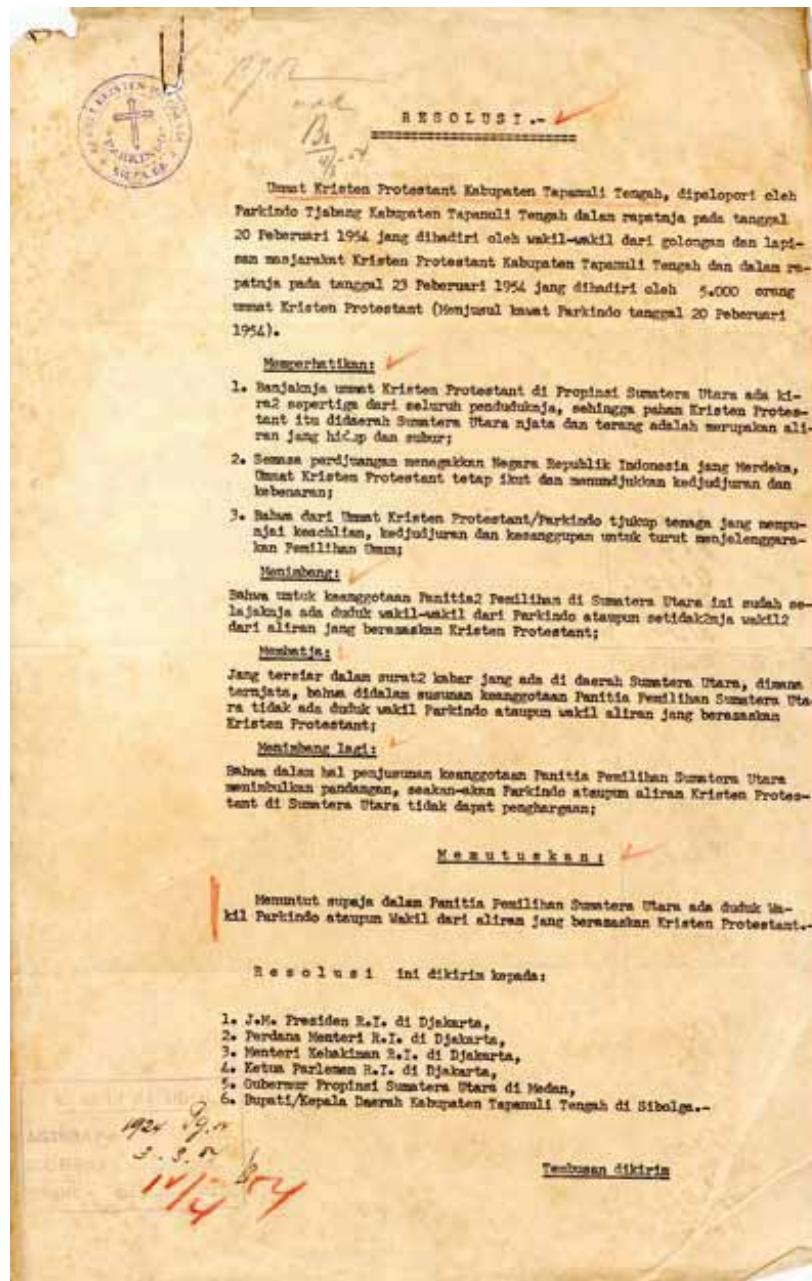 PARKINDO
RESOLUSI.-
Ummat Kristen Protestant Kabupaten Tapanuli Tengah, dipelopori oleh
Parkindo Tjabang Kabupaten Tapanuli Tengah dalam rapatnja pada tanggal
20 Peberuari 1954 jang dihadiri oleh wakil-wakil dari golongan dan lapi-
san masjarakat Kristen Protestant Kabupaten Tapanuli Tengah dan dalam ra-
patnja pada tanggal 23 Peberuari 1954 jang dihadiri oleh 5.000 orang
ummat Kristen Protestant (Menjusul kawat Parkindo tanggal 20 Peberuari
1954).
Memperhatikan:
1. Banjaknja ummat Kristen Protestant di Propinsi Sumatera Utara ada ki-
ra2 sepertiga dari seluruh penduduknja, sehingga paham Kristen Protes-
tant itu didaerah Sumatera Utara njata dan terang adalah merupakan ali-
ran jang hidup dan subur;
2. Semasa perdjuangan menegakkan Negara Republik Indonesia jang Merdeka,
Ummat Kristen Protestant tetap ikut dan menundjukkan kedjudjuran dan
kebenaran;
3. Bahwa dari Ummat Kristen Protestant/Parkindo tjukup tenaga jang mempu-
njai keachlian, kedjudjuran dan kesanggupan untuk turut menjelenggara-
kan Pemilihan Umum;
Menimbang:
Bahwa untuk keanggotaan Panitia2 Pemilihan di Sumatera Utara ini sudah se-
lajaknja ada duduk wakil-wakil dari Parkindo ataupun setidak2nja wakil2
dari aliran jang berasaskan Kristen Protestant;
Membatja:
Jang tersiar dalam surat2 kabar jang ada di daerah Sumatera Utara, dimana
ternjata, bahwa didalam susunan keanggotaan Panitia Pemilihan Sumatera Uta-
ra tidak ada duduk wakil Parkindo ataupun wakil aliran jang berasaskan
Kristen Protestant;
Menimbang lagi:
Bahwa dalam hal penjusunan keanggotaan Panitia Pemilihan Sumatera Utara
menimbulkan pandangan, seakan-akan Parkindo ataupun aliran Kristen Protes-
tant di Sumatera Utara tidak dapat penghargaan;
Memutuskan:
Menuntut supaja dalam Panitia Pemilihan Sumatera Utara ada duduk Wa-
kil Parkindo ataupun Wakil dari aliran jang berasaskan Kristen Protestant.-
Resolusi ini dikirim kepada:
1. J.M. Presiden R.I. di Djakarta,
2. Perdana Menteri R.I. di Djakarta,
3. Menteri Kehakiman R.I. di Djakarta,
4. Ketua Parlemen R.I. di Djakarta,
5. Gubernur Propinsi Sumatera Utara di Medan,
6. Bupati/Kepala Daerah Kabupaten Tapanuli Tengah di Sibolga.-
1924
Tembusan dikirim